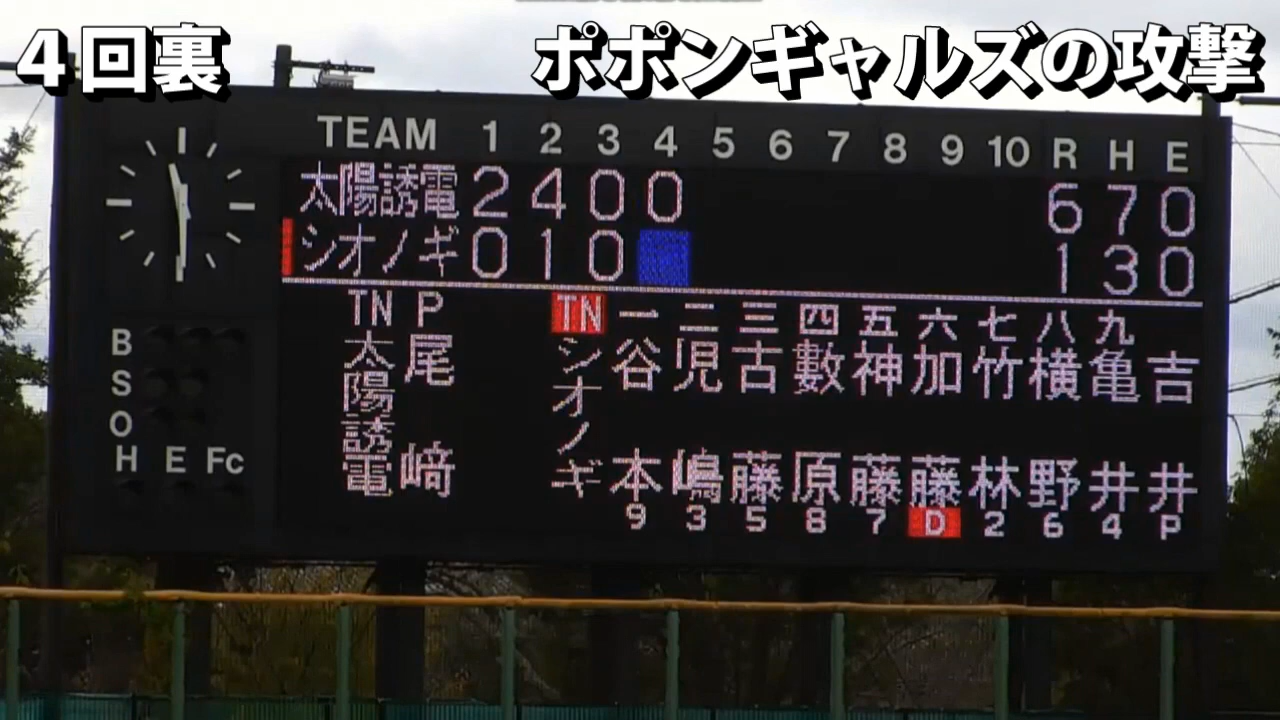 4回裏 ポポンギャルズの攻撃
TEAM 1 2 3 4 5 6 7 8 9 10 R H E
太陽誘電 2 4 0 0 6 7 0
シオノギ 0 1 0 1 3 0
TN P TN 一 二 三 四 五 六 七 八 九
太陽誘電 尾﨑 シオノギ 谷本 児嶋 古藤 數原 神藤 加藤 竹林 横野 亀井 吉井
9 3 5 8 7 D 2 6 4 P
B
S
O
H E Fc